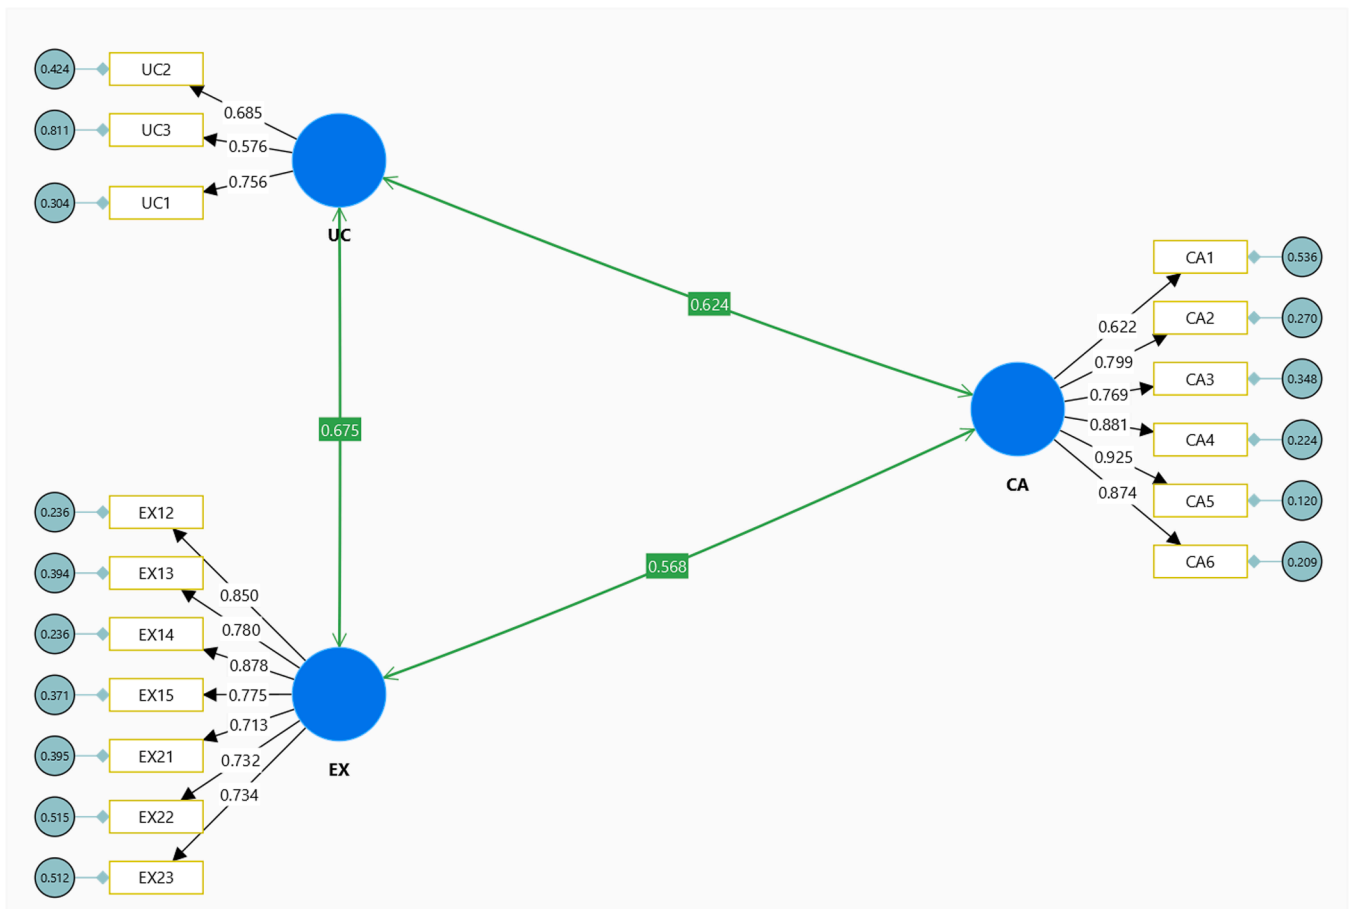 0.424 UC2
0.685
0.811 UC3
0.576
0.756
0.304 UC1
UC
CA1 0.536
0.624
CA2 0.270
0.622
0.799
CA3 0.348
0.769
0.881
CA4 0.224
0.675
0.925
CA
0.874
CA5 0.120
0.236 EX12
CA6 0.209
0.568
0.394 EX13
0.850
0.780
0.236 EX14
0.878
0.371 EX15
0.775
0.713
0.395 EX21
0.732
EX
0.734
0.515 EX22
0.512 EX23